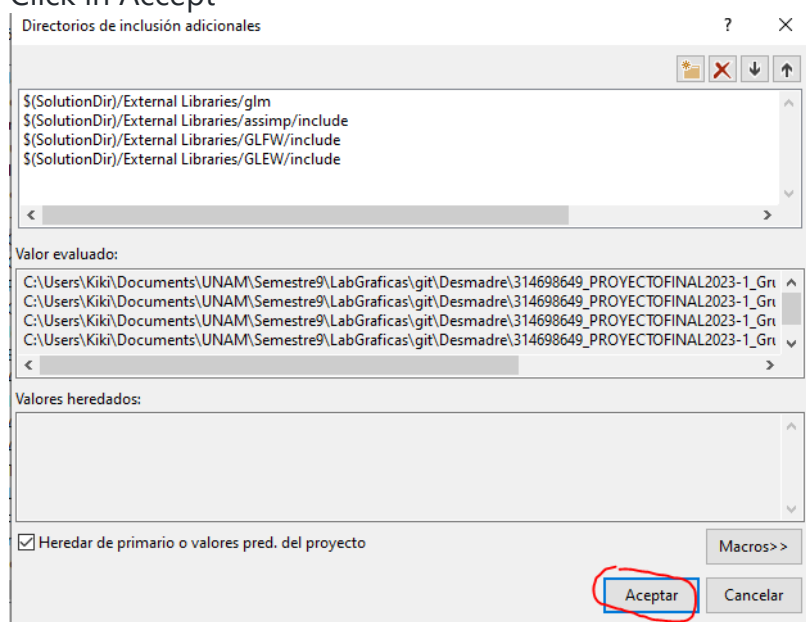 Click in Accept
Directorios de inclusión adicionales
? ×
$(SolutionDir)/External Libraries/glm
$(SolutionDir)/External Libraries/assimp/include
$(SolutionDir)/External Libraries/GLFW/include
$(SolutionDir)/External Libraries/GLEW/include
Valor evaluado:
C:\Users\Kiki\Documents\UNAM\Semestre9\LabGraficas\git\Desmadre\314698649_PROYECTOFINAL2023-1_Gru
C:\Users\Kiki\Documents\UNAM\Semestre9\LabGraficas\git\Desmadre\314698649_PROYECTOFINAL2023-1_Gru
C:\Users\Kiki\Documents\UNAM\Semestre9\LabGraficas\git\Desmadre\314698649_PROYECTOFINAL2023-1_Gru
C:\Users\Kiki\Documents\UNAM\Semestre9\LabGraficas\git\Desmadre\314698649_PROYECTOFINAL2023-1_Gru
Valores heredados:
Heredar de primario o valores pred. del proyecto
Macros>>
Aceptar Cancelar